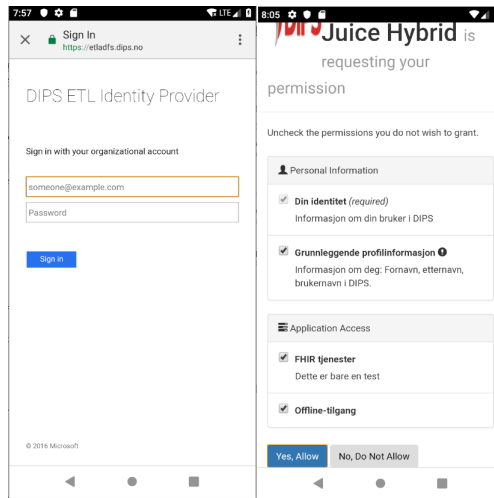 7:57
LTE
Sign In
https://etladfs.dips.no
DIPS ETL Identity Provider
Sign in with your organizational account
someone@example.com
Password
Sign in
© 2016 Microsoft
8:05
DIPS Juice Hybrid is
requesting your
permission
Uncheck the permissions you do not wish to grant.
Personal Information
Din identitet (required)
Informasjon om din bruker i DIPS
Grunnleggende profilinformasjon
Informasjon om deg: Fornavn, etternavn,
brukernavn i DIPS.
Application Access
FHIR tjenester
Dette er bare en test
Offline-tilgang
Yes, Allow
No, Do Not Allow